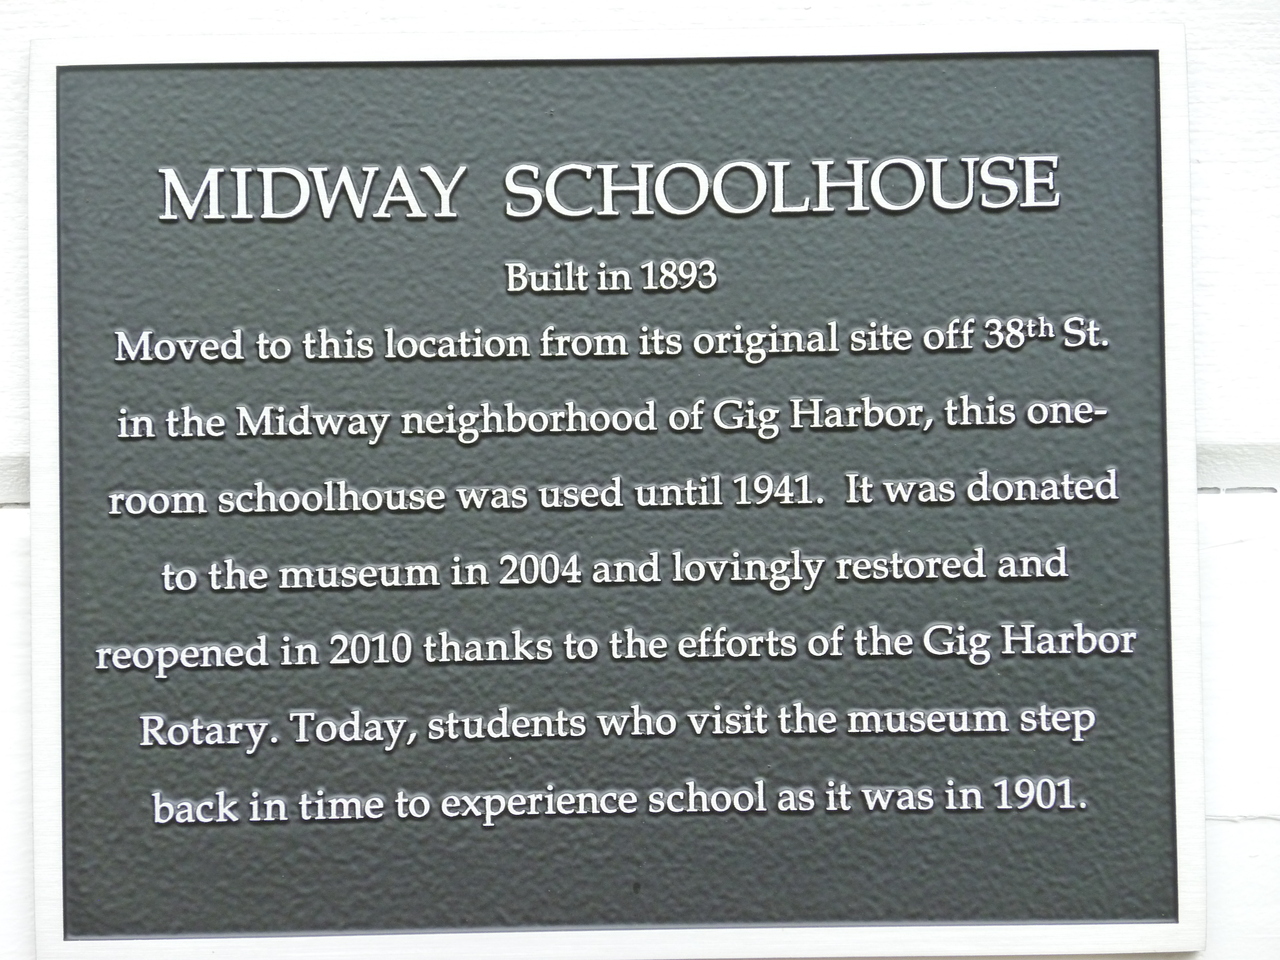 MIDWAY SCHOOLHOUSE
Built in 1893
Moved to this location from its original site off 38th St.
in the Midway neighborhood of Gig Harbor, this one-
room schoolhouse was used until 1941. It was donated
to the museum in 2004 and lovingly restored and
reopened in 2010 thanks to the efforts of the Gig Harbor
Rotary. Today, students who visit the museum step
back in time to experience school as it was in 1901.